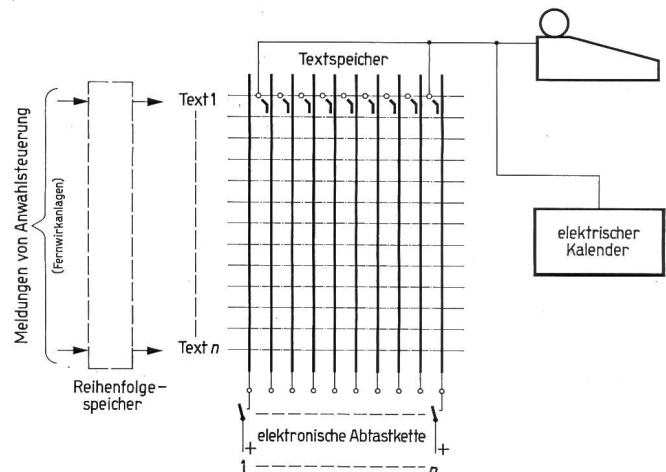 Textspeicher
Meldungen von Anwahlsteuerung
(Fernwirkanlagen)
Text 1
elektrischer
Kalender
Text n
Reihenfolge-
speicher
elektronische Abtastkette
+ +
1 n